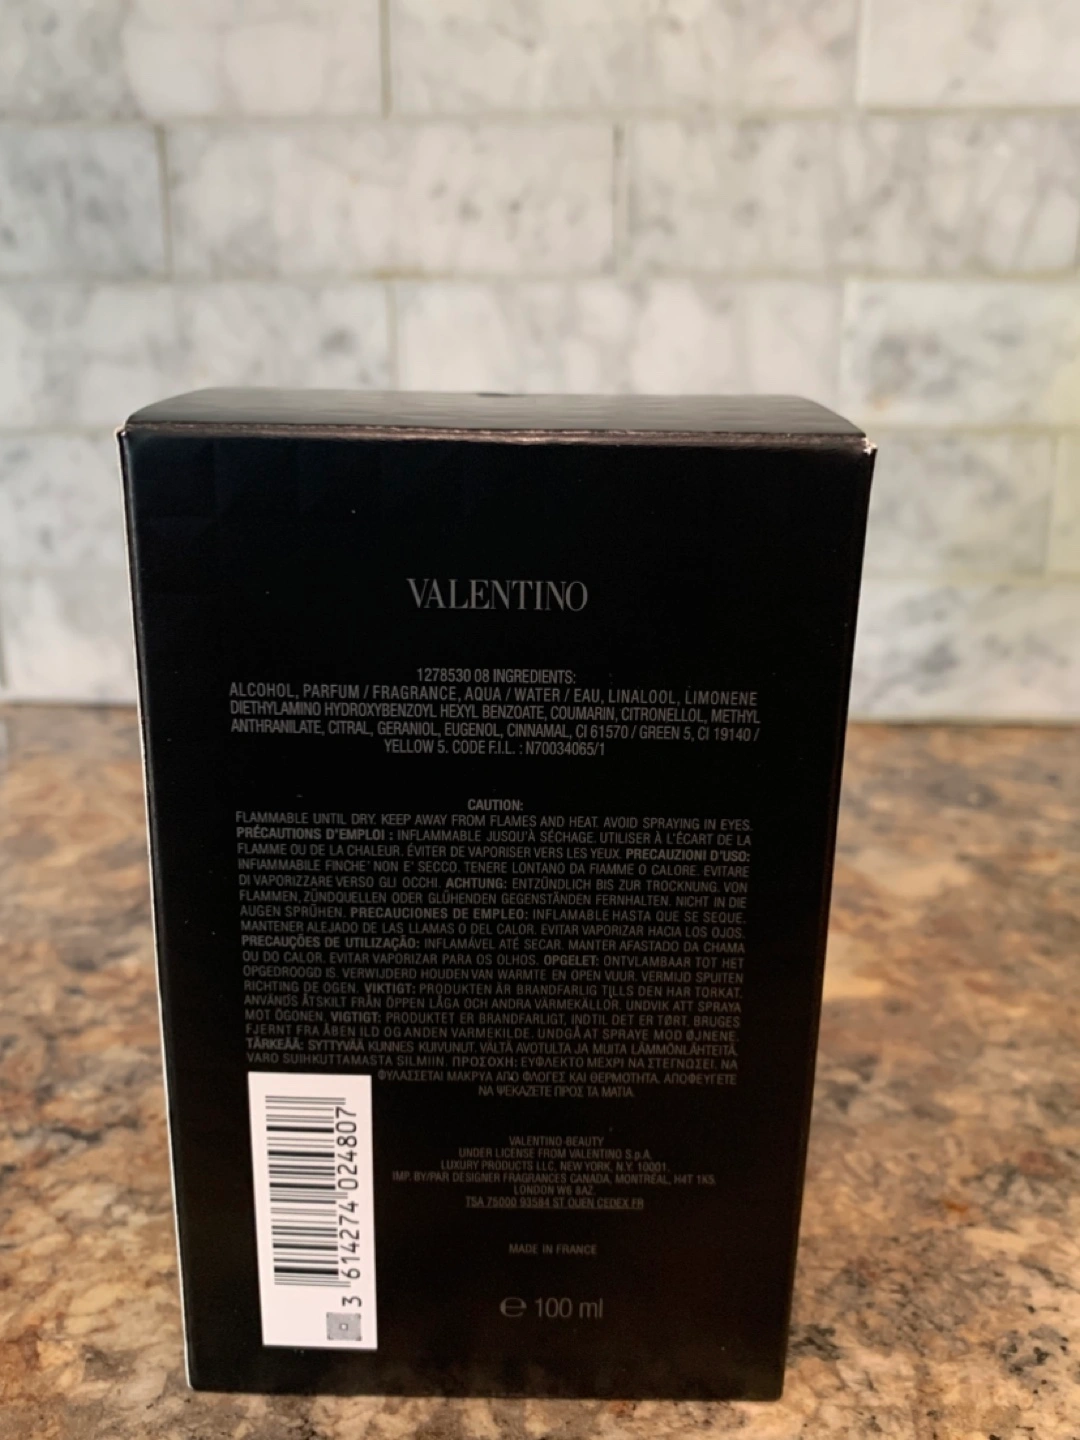 VALENTINO
1278530 08 INGREDIENTS:
ALCOHOL, PARFUM / FRAGRANCE, AQUA / WATER / EAU, LINALOOL, LIMONENE
DIETHYLAMINO HYDROXYBENZOYL HEXYL BENZOATE, COUMARIN, CITRONELLOL, METHYL
ANTHRANILATE, CITRAL, GERANIOL, EUGENOL, CINNAMAL, CI 61570 / GREEN 5, CI 19140 /
YELLOW 5. CODE F.I.L. : N70034065/1
CAUTION:
FLAMMABLE UNTIL DRY. KEEP AWAY FROM FLAMES AND HEAT. AVOID SPRAYING IN EYES.
PRÉCAUTIONS D'EMPLOI : INFLAMMABLE JUSQU'À SÉCHAGE. UTILISER À L'ÉCART DE LA
FLAMME OU DE LA CHALEUR. ÉVITER DE VAPORISER VERS LES YEUX. PRECAUZIONI D'USO:
INFIAMMABILE FINCHE' NON E' SECCO. TENERE LONTANO DA FIAMME O CALORE. EVITARE
DI VAPORIZZARE VERSO GLI OCCHI. ACHTUNG: ENTZÜNDLICH BIS ZUR TROCKNUNG. VON
FLAMMEN, ZÜNDQUELLEN ODER GLÜHENDEN GEGENSTÄNDEN FERNHALTEN. NICHT IN DIE
AUGEN SPRÜHEN. PRECAUCIONES DE EMPLEO: INFLAMABLE HASTA QUE SE SEQUE.
MANTENER ALEJADO DE LAS LLAMAS O DEL CALOR. EVITAR VAPORIZAR HACIA LOS OJOS.
PRECAUÇÕES DE UTILIZAÇÃO: INFLAMÁVEL ATÉ SECAR. MANTER AFASTADO DA CHAMA
OU DO CALOR. EVITAR VAPORIZAR PARA OS OLHOS. OPGELET: ONTVLAMBAAR TOT HET
OPGEDROOGD IS. VERWIJDERD HOUDEN VAN WARMTE EN OPEN VUUR. VERMIJD SPUITEN
RICHTING DE OGEN. VIKTIGT: PRODUKTEN ÄR BRANDFARLIG TILLS DEN HAR TORKAT.
ANVÄNDS ÅTSKILT FRÅN ÖPPEN LÅGA OCH ANDRA VÄRMEKÄLLOR. UNDVIK ATT SPRAYA
MOT ÖGONEN. VIGTIGT: PRODUKTET ER BRANDFARLIGT, INDTIL DET ER TØRT. BRUGES
FJERNT FRA ÅBEN ILD OG ANDEN VARMEKILDE. UNDGÅ AT SPRAYE MOD ØJNENE.
TÄRKEÄÄ: SYTTYVÄÄ KUNNES KUIVUNUT. VÄLTÄ AVOTULTA JA MUITA LÄMMÖNLÄHTEITÄ.
VARO SUIHKUTTAMASTA SILMIIN. ΠΡΟΣΟΧΗ: ΕΥΦΛΕΚΤΟ ΜΕΧΡΙ ΝΑ ΣΤΕΓΝΩΣΕΙ. ΝΑ
ΦΥΛΑΣΣΕΤΑΙ ΜΑΚΡΥΑ ΑΠΟ ΦΛΟΓΕΣ ΚΑΙ ΘΕΡΜΟΤΗΤΑ. ΑΠΟΦΕΥΓΕΤΕ
ΝΑ ΨΕΚΑΖΕΤΕ ΠΡΟΣ ΤΑ ΜΑΤΙΑ.
VALENTINO BEAUTY
UNDER LICENSE FROM VALENTINO S.p.A.
LUXURY PRODUCTS LLC, NEW YORK, N.Y. 10001.
IMP. BY/PAR DESIGNER FRAGRANCES CANADA, MONTRÉAL, H4T 1K5.
LONDON W6 8AZ.
TSA 75000 93584 ST OUEN CEDEX FR
MADE IN FRANCE
℮ 100 ml
3 614274 024807